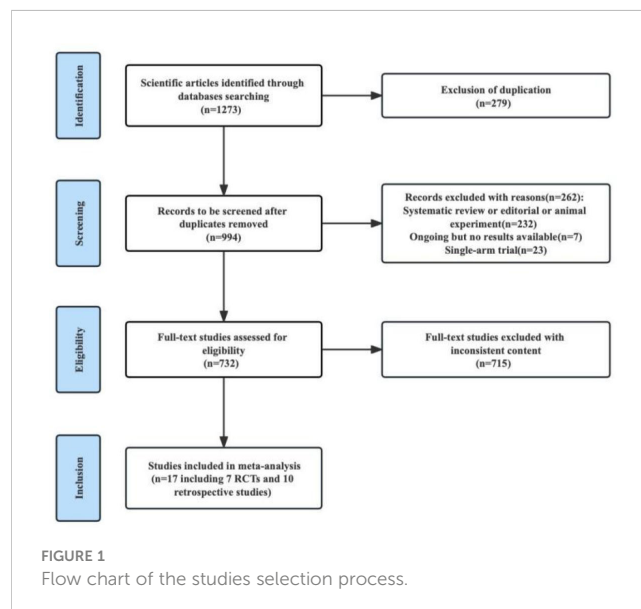 Identification
Scientific articles identified through
databases searching
(n=1273)
Exclusion of duplication
(n=279)
Screening
Records to be screened after
duplicates removed
(n=994)
Records excluded with reasons(n=262):
Systematic review or editorial or animal
experiment(n=232)
Ongoing but no results available(n=7)
Single-arm trial(n=23)
Eligibility
Full-text studies assessed for
eligibility
(n=732)
Full-text studies excluded with
inconsistent content
(n=715)
Inclusion
Studies included in meta-analysis
(n=17 including 7 RCTs and 10
retrospective studies)
FIGURE 1
Flow chart of the studies selection process.